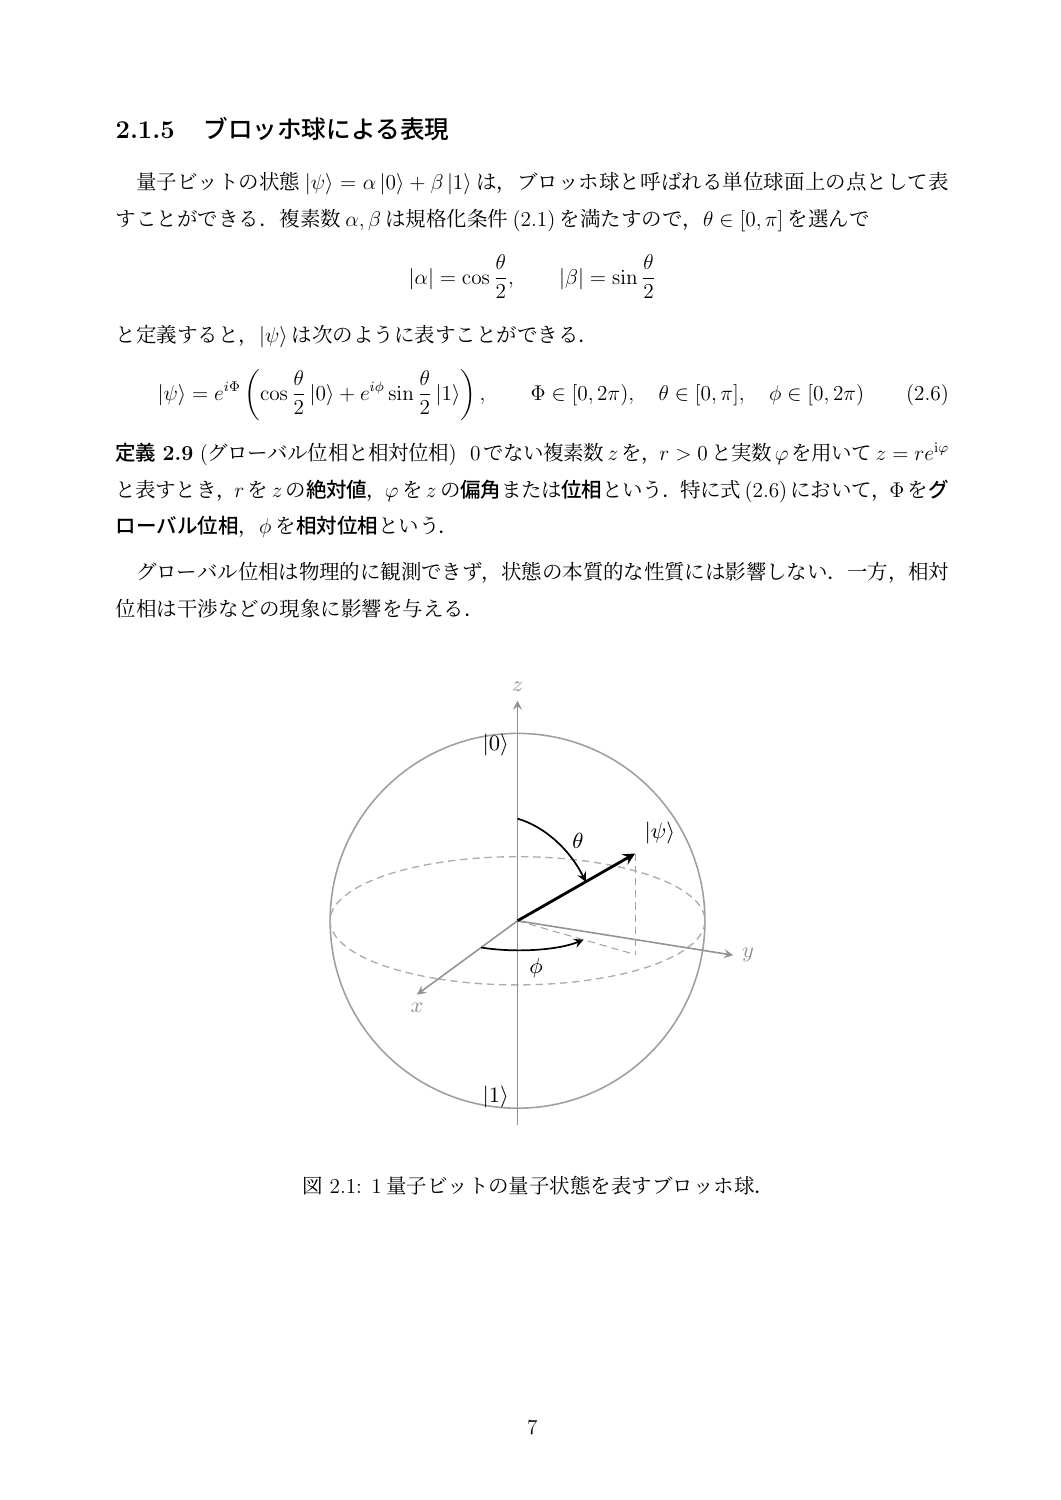 2.1.5 ブロッホ球による表現
量子ビットの状態 |ψ⟩ = α |0⟩ + β |1⟩ は，ブロッホ球と呼ばれる単位球面上の点として表
すことができる．複素数 α, β は規格化条件 (2.1) を満たすので，θ ∈ [0, π] を選んで
|α| = cos θ/2,  |β| = sin θ/2
と定義すると，|ψ⟩ は次のように表すことができる．
|ψ⟩ = e^{iΦ} (cos θ/2 |0⟩ + e^{iϕ} sin θ/2 |1⟩),  Φ ∈ [0, 2π), θ ∈ [0, π], ϕ ∈ [0, 2π)  (2.6)
定義 2.9 (グローバル位相と相対位相) 0 でない複素数 z を，r > 0 と実数 φ を用いて z = re^{iφ}
と表すとき，r を z の絶対値，φ を z の偏角または位相という．特に式 (2.6) において，Φ をグ
ローバル位相，ϕ を相対位相という．
グローバル位相は物理的に観測できず，状態の本質的な性質には影響しない．一方，相対
位相は干渉などの現象に影響を与える．
z
|0⟩
|ψ⟩
θ
y
ϕ
x
|1⟩
図 2.1: 1 量子ビットの量子状態を表すブロッホ球．
7